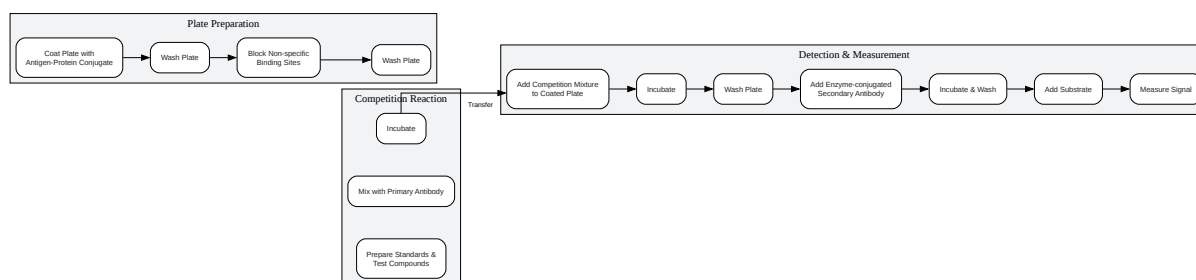 Plate Preparation
Coat Plate with
Antigen-Protein Conjugate
Wash Plate
Block Non-specific
Binding Sites
Wash Plate
Competition Reaction
Incubate
Mix with Primary Antibody
Prepare Standards &
Test Compounds
Transfer
Detection & Measurement
Add Competition Mixture
to Coated Plate
Incubate
Wash Plate
Add Enzyme-conjugated
Secondary Antibody
Incubate & Wash
Add Substrate
Measure Signal